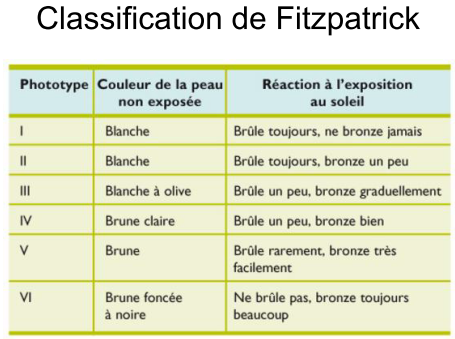 Classification de Fitzpatrick
Phototype Couleur de la peau non exposée Réaction à l'exposition au soleil
I Blanche Brûle toujours, ne bronze jamais
II Blanche Brûle toujours, bronze un peu
III Blanche à olive Brûle un peu, bronze graduellement
IV Brune claire Brûle un peu, bronze bien
V Brune Brûle rarement, bronze très facilement
VI Brune foncée à noire Ne brûle pas, bronze toujours beaucoup